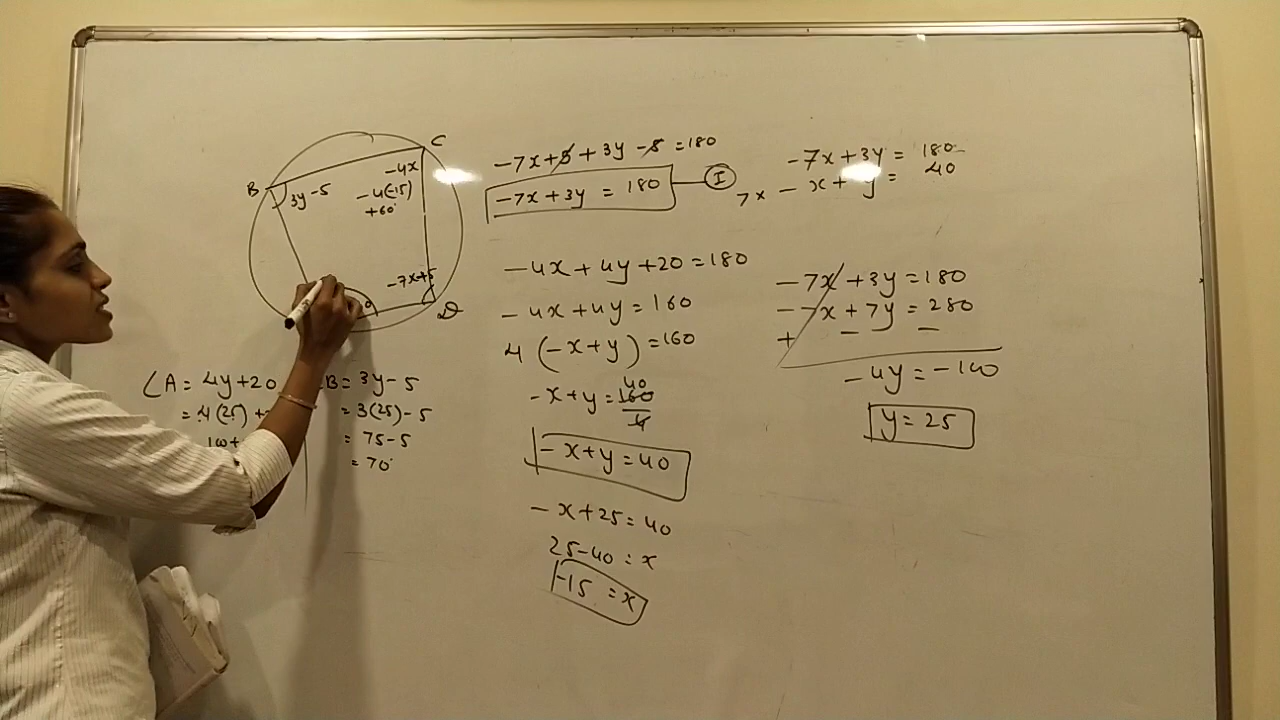 C
B
3y-5
-4x
-4(-15)
+60°
-7x+5
D
∠A = 4y+20
= 4(25) +
100+
B = 3y-5
= 3(25)-5
= 75-5
= 70°
-7x+5+3y-5 = 180
-7x+3y = 180 I
-4x+4y+20 = 180
-4x+4y = 160
4(-x+y) = 160
-x+y = 160
40
4
-x+y = 40
-x+25 = 40
25-40 = x
-15 = x
-7x+3y = 180
7x -x+y = 40
-7x+3y = 180
-7x+7y = 280
+ - -
-4y = -100
y = 25